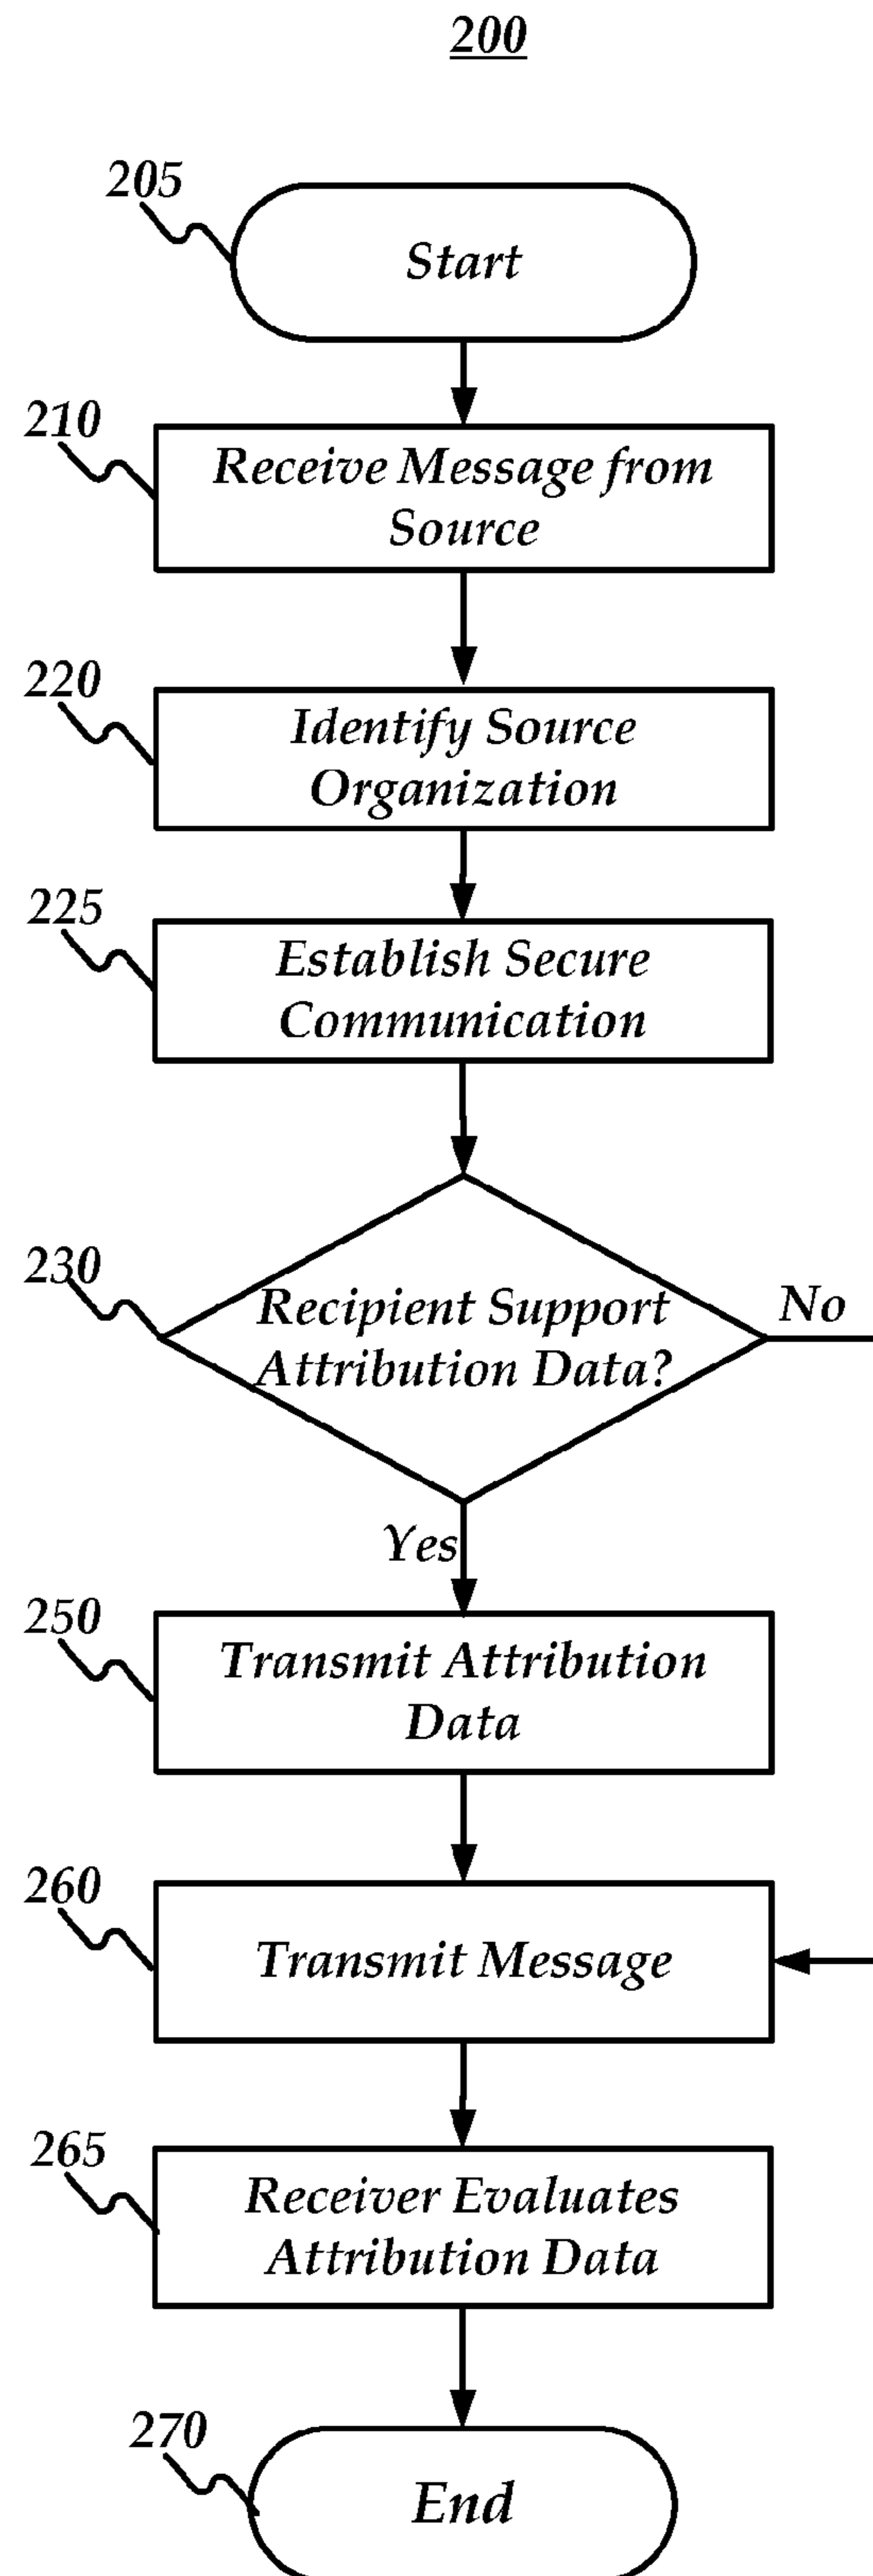 200
205
Start
210
Receive Message from
Source
220
Identify Source
Organization
225
Establish Secure
Communication
230
Recipient Support
Attribution Data?
No
Yes
250
Transmit Attribution
Data
260
Transmit Message
265
Receiver Evaluates
Attribution Data
270
End